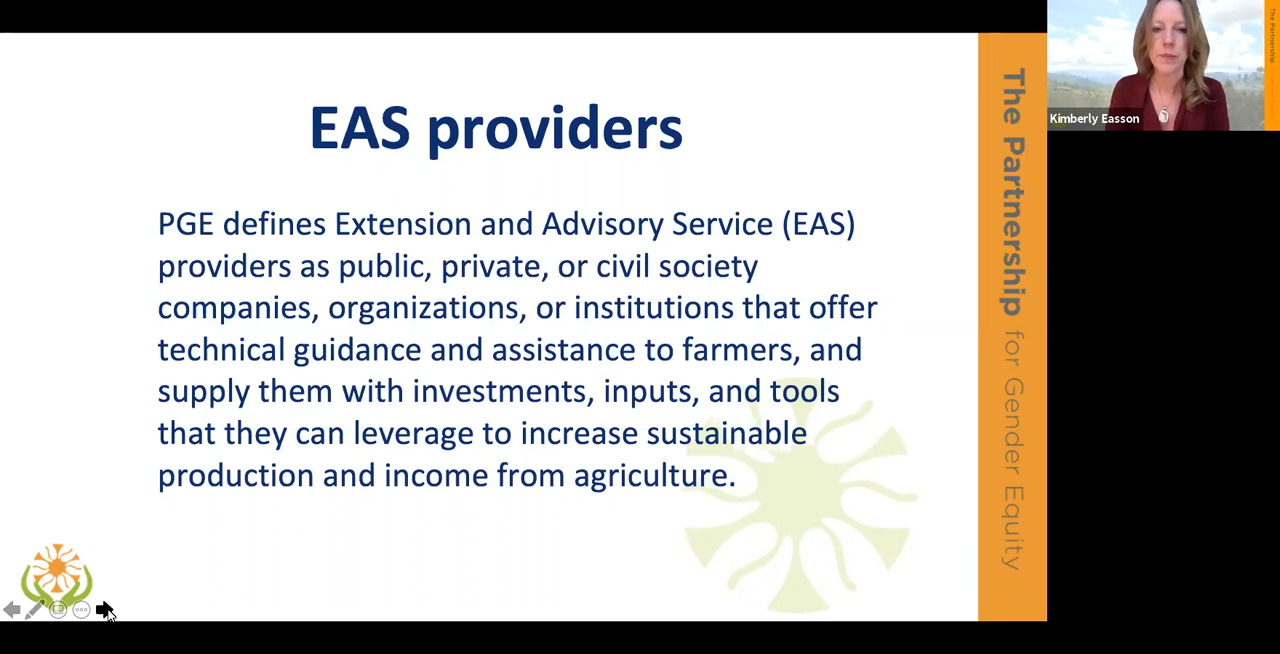 EAS providers
PGE defines Extension and Advisory Service (EAS)
providers as public, private, or civil society
companies, organizations, or institutions that offer
technical guidance and assistance to farmers, and
supply them with investments, inputs, and tools
that they can leverage to increase sustainable
production and income from agriculture.
The Partnership for Gender Equity
Kimberly Easson
The Partnership